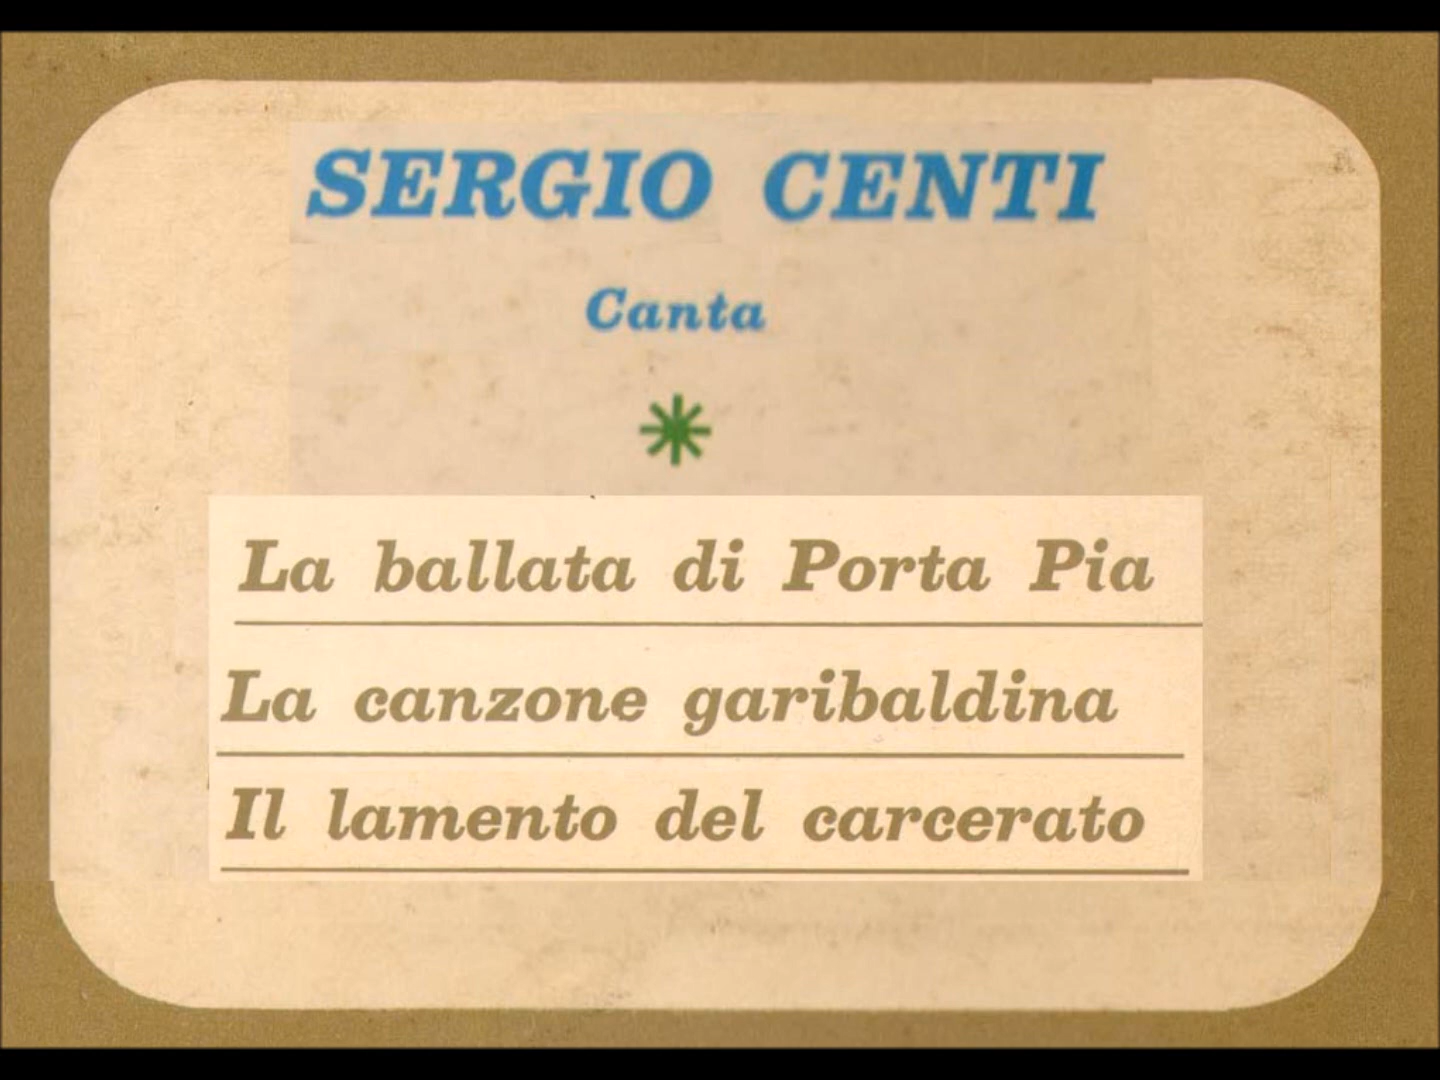 SERGIO CENTI
Canta
La ballata di Porta Pia
La canzone garibaldina
Il lamento del carcerato